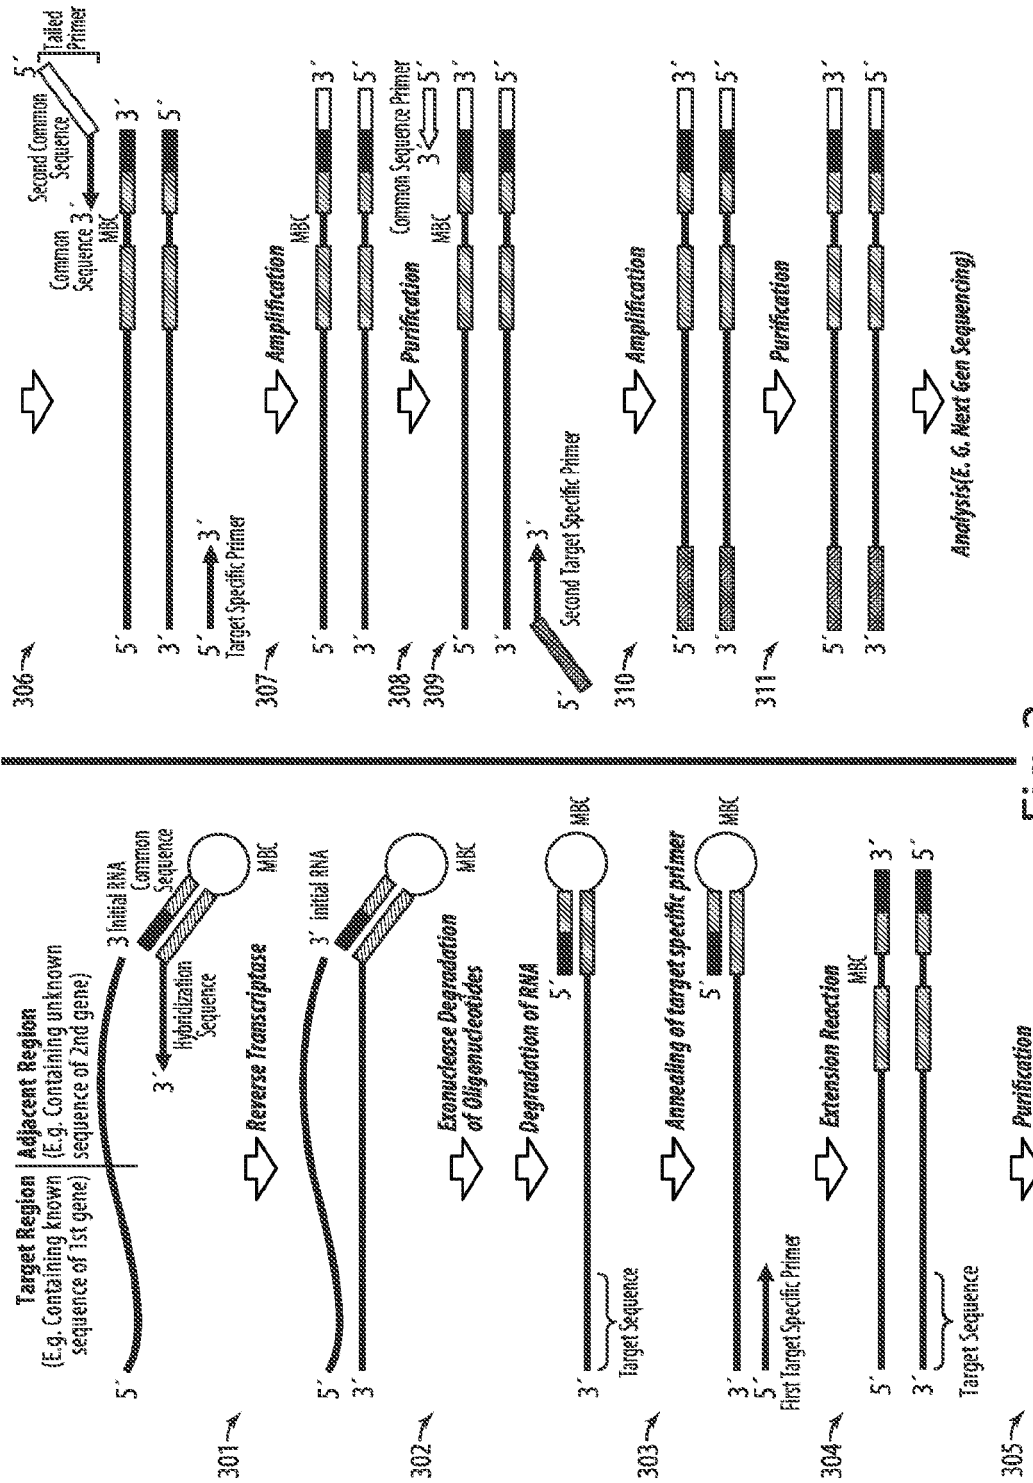 Target Region
(E.g. Containing known
sequence of 1st gene)
Adjacent Region
(E.g. Containing unknown
sequence of 2nd gene)
5´
3 Initial RNA
Common
Sequence
3´
Hybridization
Sequence
MBC
301
Reverse Transcriptase
5´
3´
3´ initial RNA
MBC
302
Exonuclease Degradation
of Oligonucleotides
Degradation of RNA
3´
5´
MBC
Target Sequence
303
Annealing of target specific primer
3´
5´
MBC
5´
First Target Specific Primer
304
Extension Reaction
MBC
5´
3´
3´
5´
Target Sequence
305
Purification
306
5´
Tailed
Primer
Second Common
Sequence
Common
Sequence
3´
MBC
5´
3´
3´
5´
5´
3´
Target Specific Primer
307
Amplification
MBC
5´
3´
3´
5´
308
Purification
309
Common Sequence Primer
3´
5´
MBC
5´
3´
3´
5´
3´
5´
Second Target Specific Primer
310
Amplification
5´
3´
3´
5´
311
Purification
5´
3´
3´
5´
Analysis(E. G. Next Gen Sequencing)